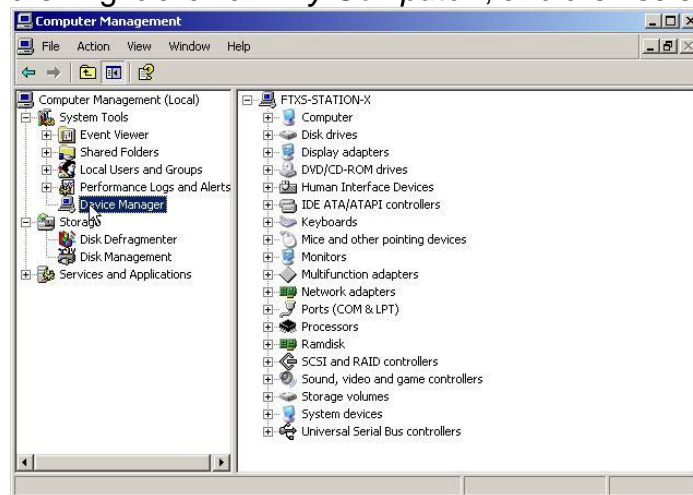 Computer Management
File Action View Window Help
Computer Management (Local)
System Tools
Event Viewer
Shared Folders
Local Users and Groups
Performance Logs and Alerts
Device Manager
Storage
Disk Defragmenter
Disk Management
Services and Applications
FTXS-STATION-X
Computer
Disk drives
Display adapters
DVD/CD-ROM drives
Human Interface Devices
IDE ATA/ATAPI controllers
Keyboards
Mice and other pointing devices
Monitors
Multifunction adapters
Network adapters
Ports (COM & LPT)
Processors
Ramdisk
SCSI and RAID controllers
Sound, video and game controllers
Storage volumes
System devices
Universal Serial Bus controllers